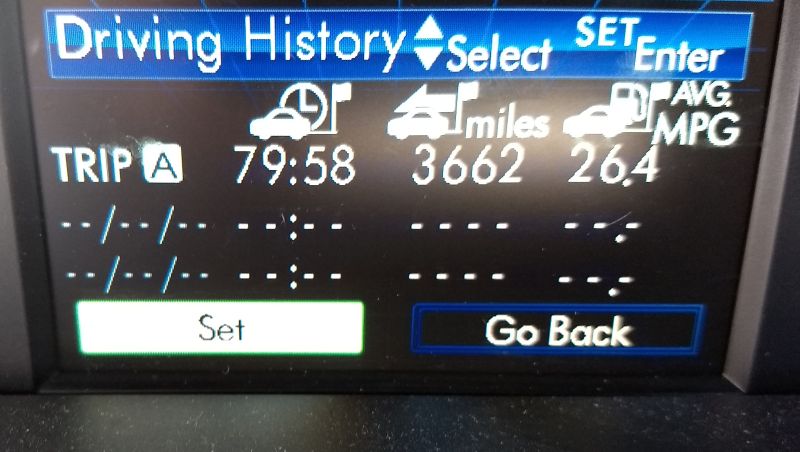 Driving History Select SET Enter
miles AVG. MPG
TRIP A 79:58 3662 26.4
--/--/-- --:-- ---- --.-
--/--/-- --:-- ---- --.-
Set Go Back